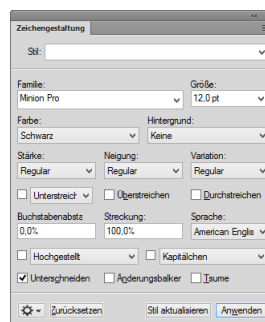 Zeichengestaltung
Stil:
Familie: Größe:
Minion Pro 12,0 pt
Farbe: Hintergrund:
Schwarz Keine
Stärke: Neigung: Variation:
Regular Regular Regular
Unterstreich Überstreichen Durchstreichen
Buchstabenabsta Streckung: Sprache:
0,0% 100,0% American Englis
Hochgestellt Kapitälchen
Unterschneiden Änderungsbalker Tsume
Zurücksetzen Stil aktualisieren Anwenden